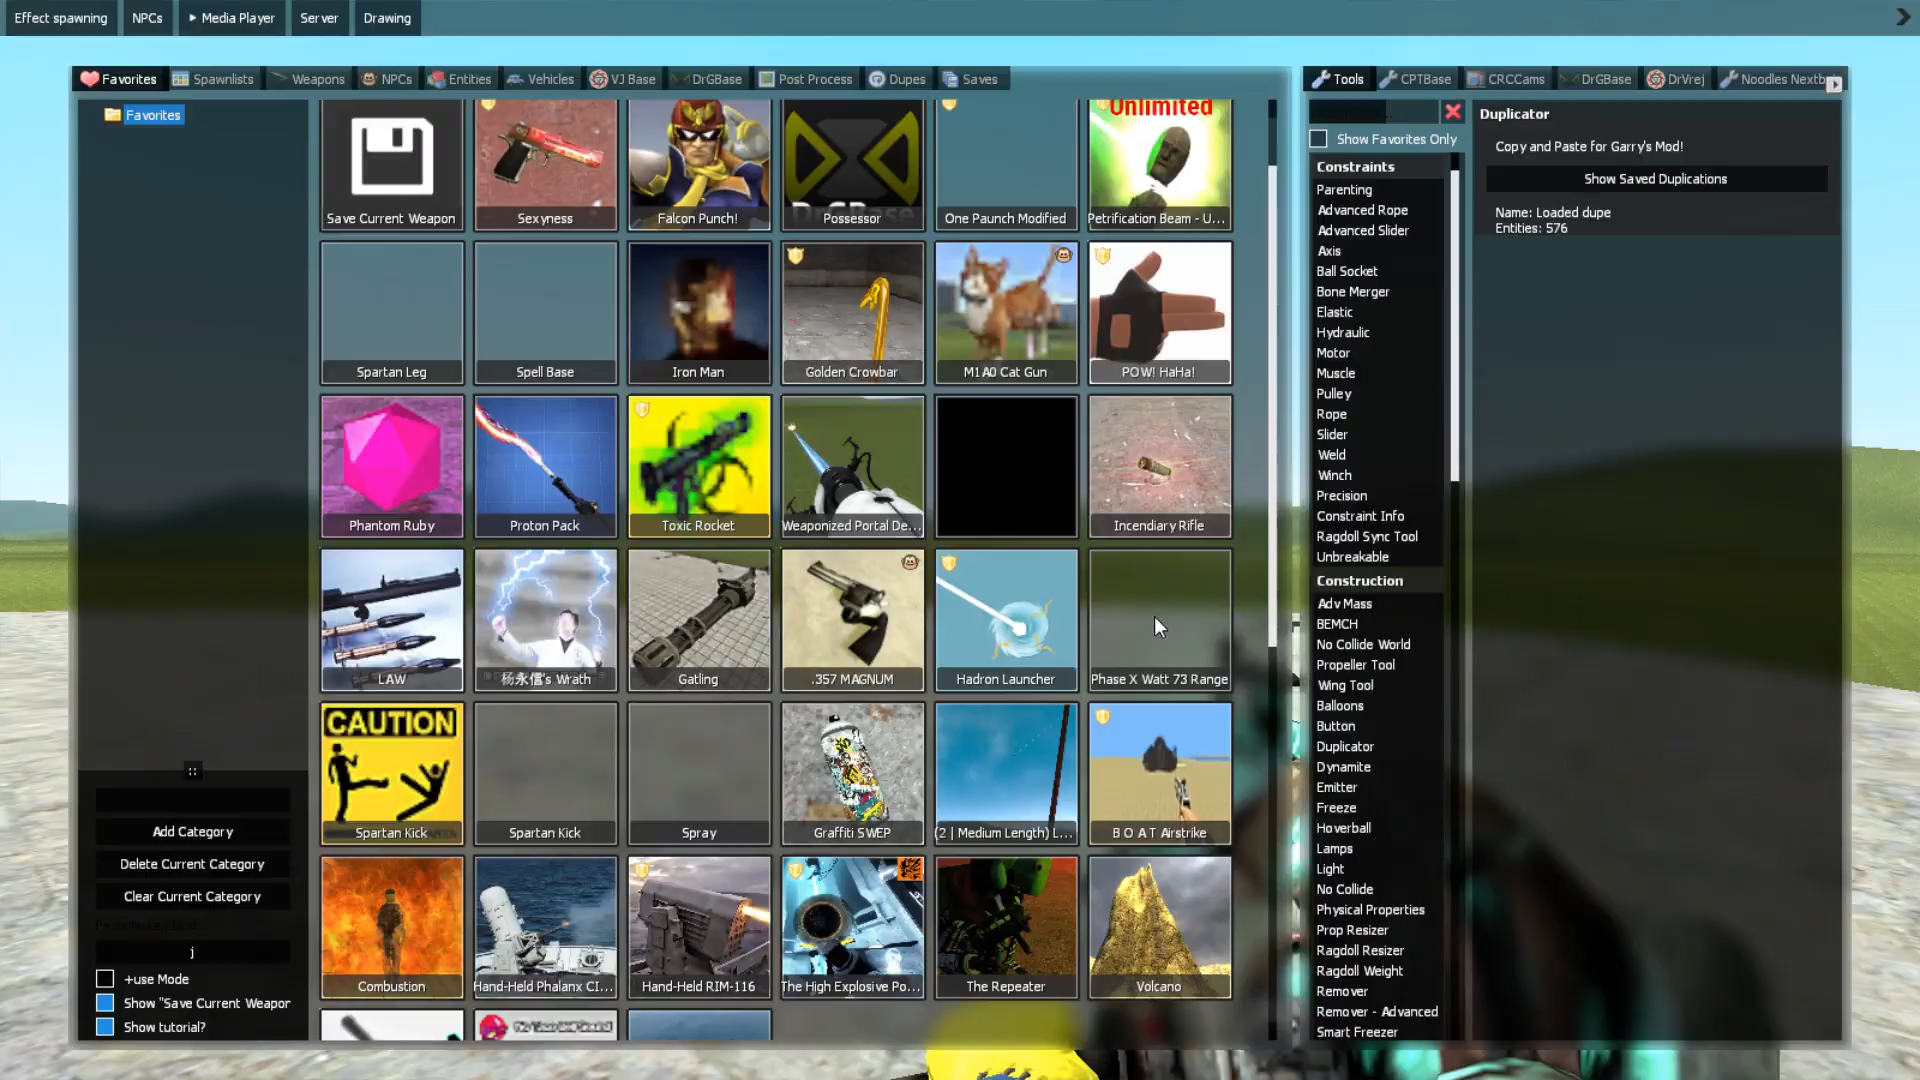 Effect spawning
NPCs
Media Player
Server
Drawing
Favorites
Spawnlists
Weapons
NPCs
Entities
Vehicles
VJ Base
DrGBase
Post Process
Dupes
Saves
Favorites
Save Current Weapon
Sexyness
Falcon Punch!
Possessor
One Paunch Modified
Unlimited
Petrification Beam - U...
Spartan Leg
Spell Base
Iron Man
Golden Crowbar
M1A0 Cat Gun
POW! HaHa!
Phantom Ruby
Proton Pack
Toxic Rocket
Weaponized Portal De...
Incendiary Rifle
LAW
杨永信's Wrath
Gatling
.357 MAGNUM
Hadron Launcher
Phase X Watt 73 Range
CAUTION
Spartan Kick
Spartan Kick
Spray
Graffiti SWEP
(2 | Medium Length) L...
B O A T Airstrike
Combustion
Hand-Held Phalanx CI...
Hand-Held RIM-116
The High Explosive Po...
The Repeater
Volcano
Add Category
Delete Current Category
Clear Current Category
j
+use Mode
Show "Save Current Weapon
Show tutorial?
Tools
CPTBase
CRCCams
DrGBase
DrVrej
Noodles Nextb
Show Favorites Only
Constraints
Parenting
Advanced Rope
Advanced Slider
Axis
Ball Socket
Bone Merger
Elastic
Hydraulic
Motor
Muscle
Pulley
Rope
Slider
Weld
Winch
Precision
Constraint Info
Ragdoll Sync Tool
Unbreakable
Construction
Adv Mass
BEMCH
No Collide World
Propeller Tool
Wing Tool
Balloons
Button
Duplicator
Dynamite
Emitter
Freeze
Hoverball
Lamps
Light
No Collide
Physical Properties
Prop Resizer
Ragdoll Resizer
Ragdoll Weight
Remover
Remover - Advanced
Smart Freezer
Duplicator
Copy and Paste for Garry's Mod!
Show Saved Duplications
Name: Loaded dupe
Entities: 576